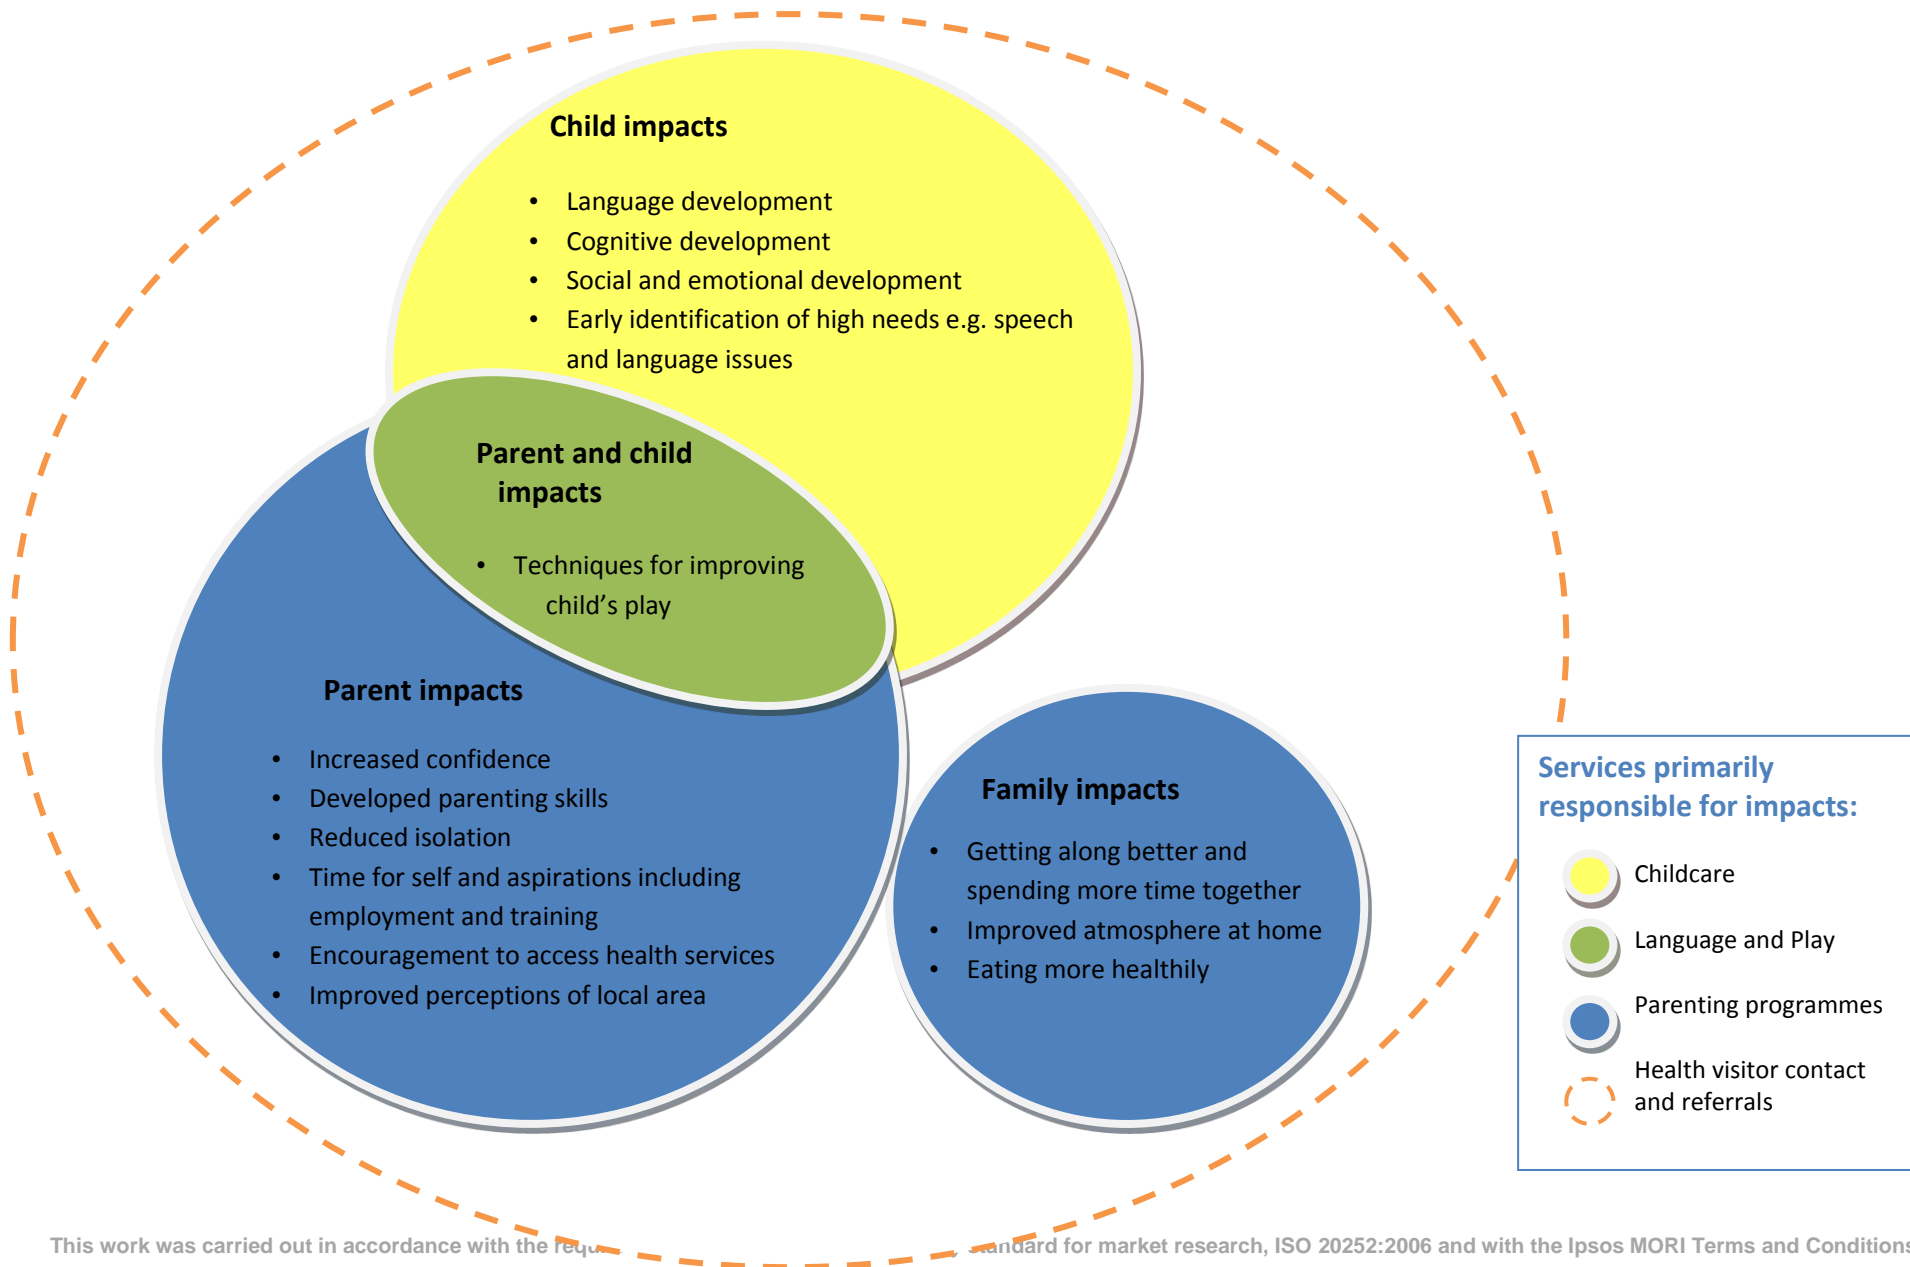 Child impacts
• Language development
• Cognitive development
• Social and emotional development
• Early identification of high needs e.g. speech
and language issues
Parent and child
impacts
• Techniques for improving
child’s play
Parent impacts
• Increased confidence
• Developed parenting skills
• Reduced isolation
• Time for self and aspirations including
employment and training
• Encouragement to access health services
• Improved perceptions of local area
Family impacts
• Getting along better and
spending more time together
• Improved atmosphere at home
• Eating more healthily
Services primarily
responsible for impacts:
Childcare
Language and Play
Parenting programmes
Health visitor contact
and referrals
This work was carried out in accordance with the standard for market research, ISO 20252:2006 and with the Ipsos MORI Terms and Conditions